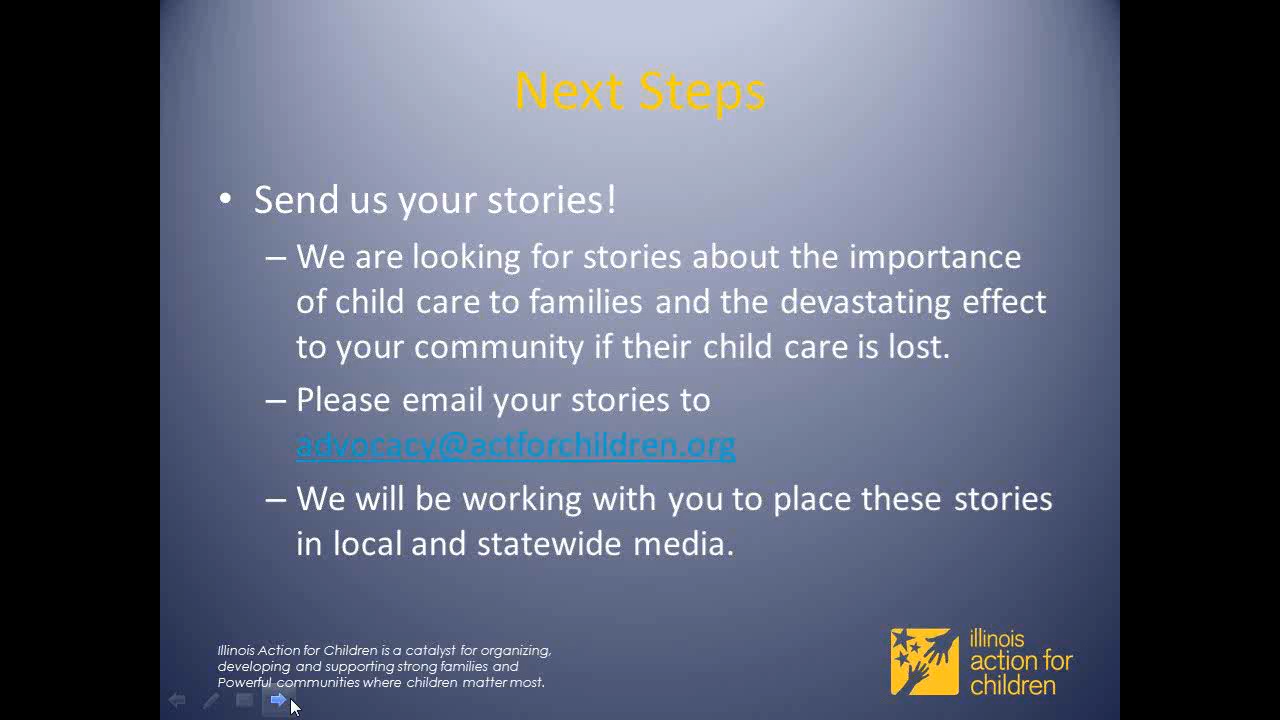 Next Steps
• Send us your stories!
– We are looking for stories about the importance
of child care to families and the devastating effect
to your community if their child care is lost.
– Please email your stories to
advocacy@actforchildren.org
– We will be working with you to place these stories
in local and statewide media.
Illinois Action for Children is a catalyst for organizing,
developing and supporting strong families and
Powerful communities where children matter most.
illinois
action for
children